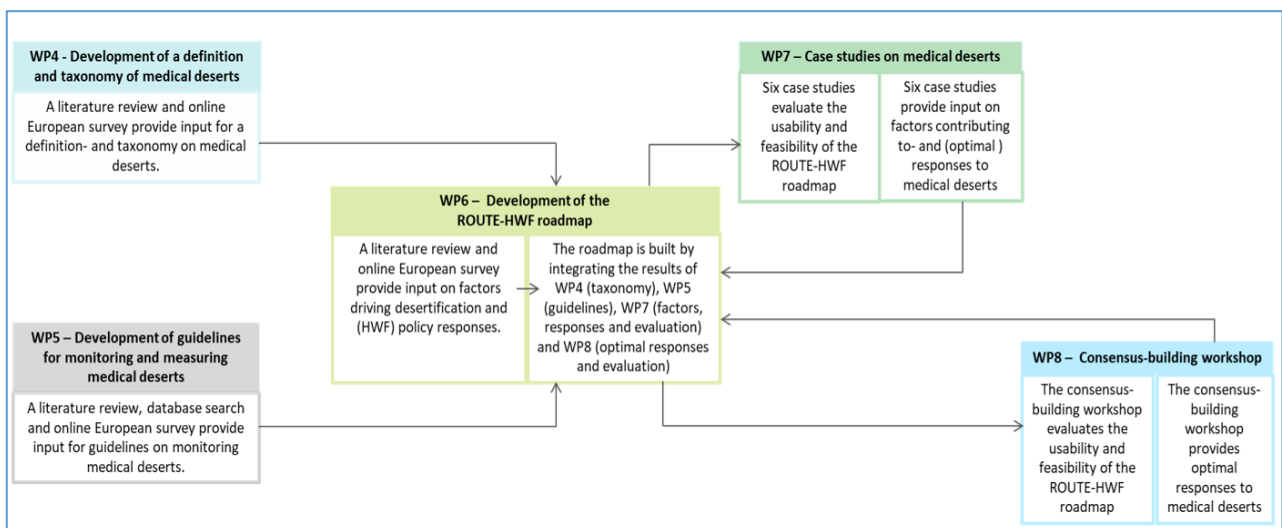 WP4 - Development of a definition
and taxonomy of medical deserts
A literature review and online
European survey provide input for a
definition- and taxonomy on medical
deserts.
WP7 – Case studies on medical deserts
Six case studies
evaluate the
usability and
feasibility of the
ROUTE-HWF
roadmap
Six case studies
provide input on
factors contributing
to- and (optimal )
responses to
medical deserts
WP6 – Development of the
ROUTE-HWF roadmap
A literature review and
online European survey
provide input on factors
driving desertification and
(HWF) policy responses.
The roadmap is built by
integrating the results of
WP4 (taxonomy), WP5
(guidelines), WP7 (factors,
responses and evaluation)
and WP8 (optimal responses
and evaluation)
WP5 – Development of guidelines
for monitoring and measuring
medical deserts
A literature review, database search
and online European survey provide
input for guidelines on monitoring
medical deserts.
WP8 – Consensus-building workshop
The consensus-
building workshop
evaluates the
usability and
feasibility of the
ROUTE-HWF
roadmap
The consensus-
building
workshop
provides
optimal
responses to
medical deserts